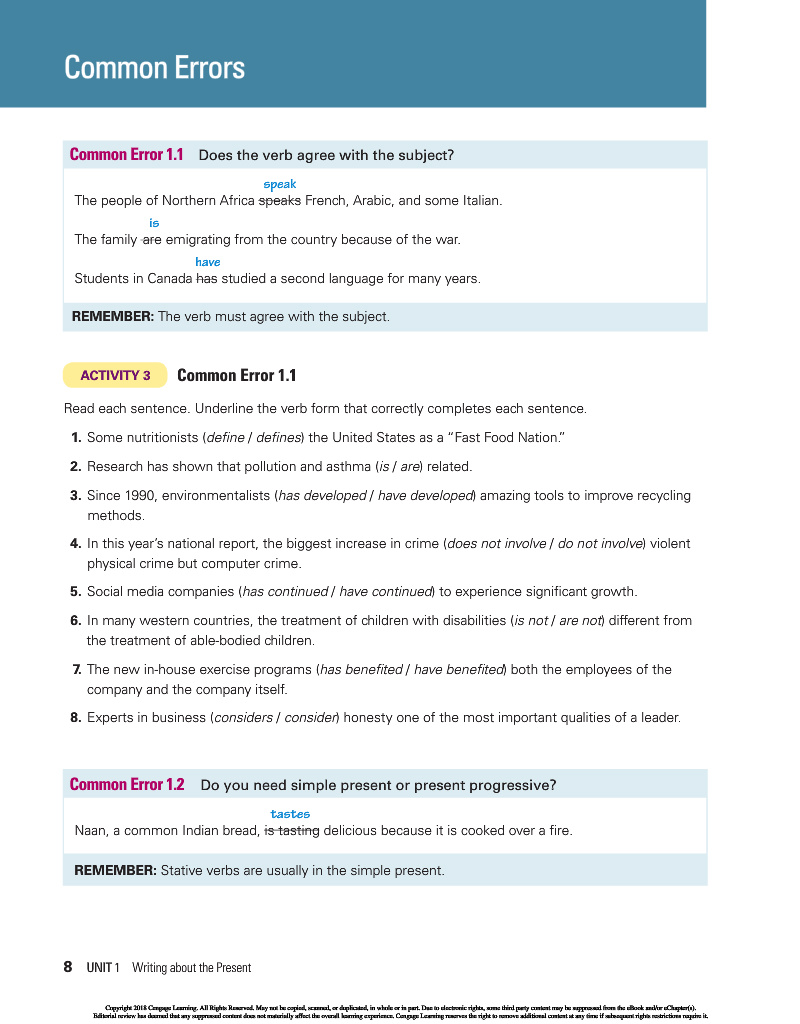 Common Errors
Common Error 1.1 Does the verb agree with the subject?
speak
The people of Northern Africa speaks French, Arabic, and some Italian.
is
The family are emigrating from the country because of the war.
have
Students in Canada has studied a second language for many years.
REMEMBER: The verb must agree with the subject.
ACTIVITY 3 Common Error 1.1
Read each sentence. Underline the verb form that correctly completes each sentence.
1. Some nutritionists (define / defines) the United States as a “Fast Food Nation.”
2. Research has shown that pollution and asthma (is / are) related.
3. Since 1990, environmentalists (has developed / have developed) amazing tools to improve recycling
methods.
4. In this year’s national report, the biggest increase in crime (does not involve / do not involve) violent
physical crime but computer crime.
5. Social media companies (has continued / have continued) to experience significant growth.
6. In many western countries, the treatment of children with disabilities (is not / are not) different from
the treatment of able-bodied children.
7. The new in-house exercise programs (has benefited / have benefited) both the employees of the
company and the company itself.
8. Experts in business (considers / consider) honesty one of the most important qualities of a leader.
Common Error 1.2 Do you need simple present or present progressive?
tastes
Naan, a common Indian bread, is tasting delicious because it is cooked over a fire.
REMEMBER: Stative verbs are usually in the simple present.
8 UNIT 1 Writing about the Present
Copyright 2018 Cengage Learning. All Rights Reserved. May not be copied, scanned, or duplicated, in whole or in part. Due to electronic rights, some third party content may be suppressed from the eBook and/or eChapter(s).
Editorial review has deemed that any suppressed content does not materially affect the overall learning experience. Cengage Learning reserves the right to remove additional content at any time if subsequent rights restrictions require it.